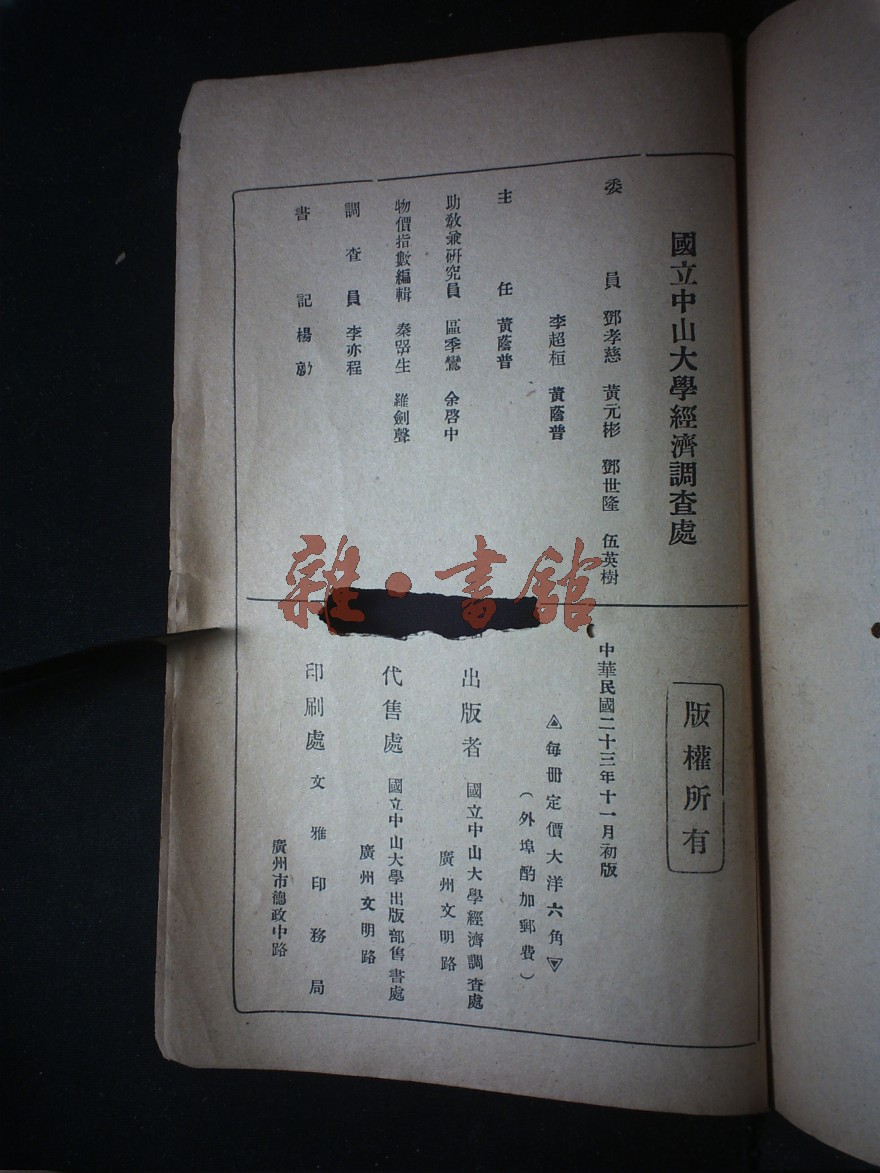 國立中山大學經濟調查處
委員 鄧孝慈 黃元彬 鄧世隆 伍英樹
李超桓 黃蔭普
主任 黃蔭普
助教兼研究員 區季鸞 余啓中
物價指數編輯 秦器生 羅劍聲
調查員 李亦程
書記 楊勷
版權所有
中華民國二十三年十一月初版
每冊定價大洋六角
(外埠酌加郵費)
出版者 國立中山大學經濟調查處
廣州文明路
代售處 國立中山大學出版部售書處
廣州文明路
印刷處 文雅印務局
廣州市德政中路
雜·書館